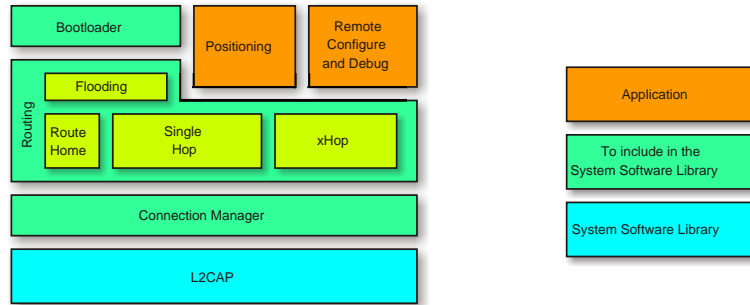 Bootloader
Positioning
Remote
Configure
and Debug
Flooding
Routing
Route
Home
Single
Hop
xHop
Connection Manager
L2CAP
Application
To include in the
System Software Library
System Software Library